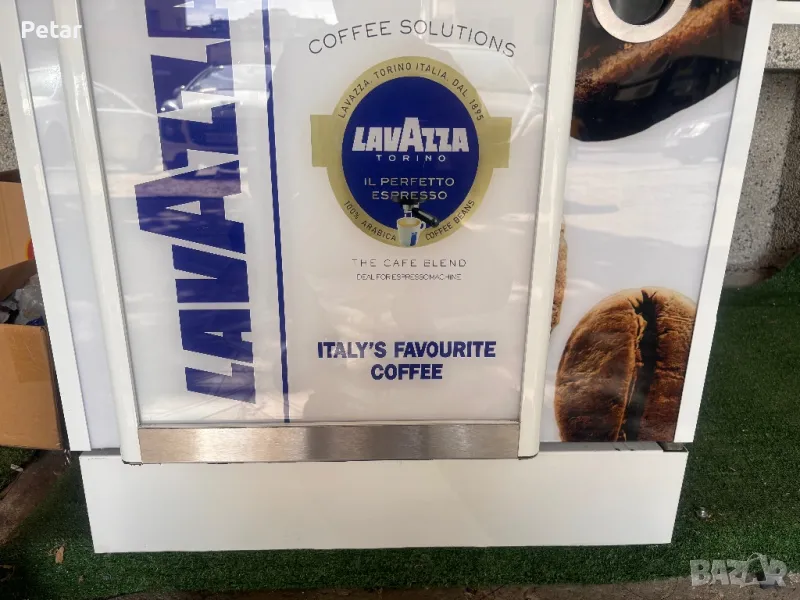 Petar
LAVAZZA
COFFEE SOLUTIONS
LAVAZZA, TORINO ITALIA, DAL 1895
LAVAZZA
TORINO
IL PERFETTO
ESPRESSO
100% ARABICA COFFEE BEANS
THE CAFE BLEND
DEAL FOR ESPRESSO MACHINE
ITALY'S FAVOURITE
COFFEE
BAZAR